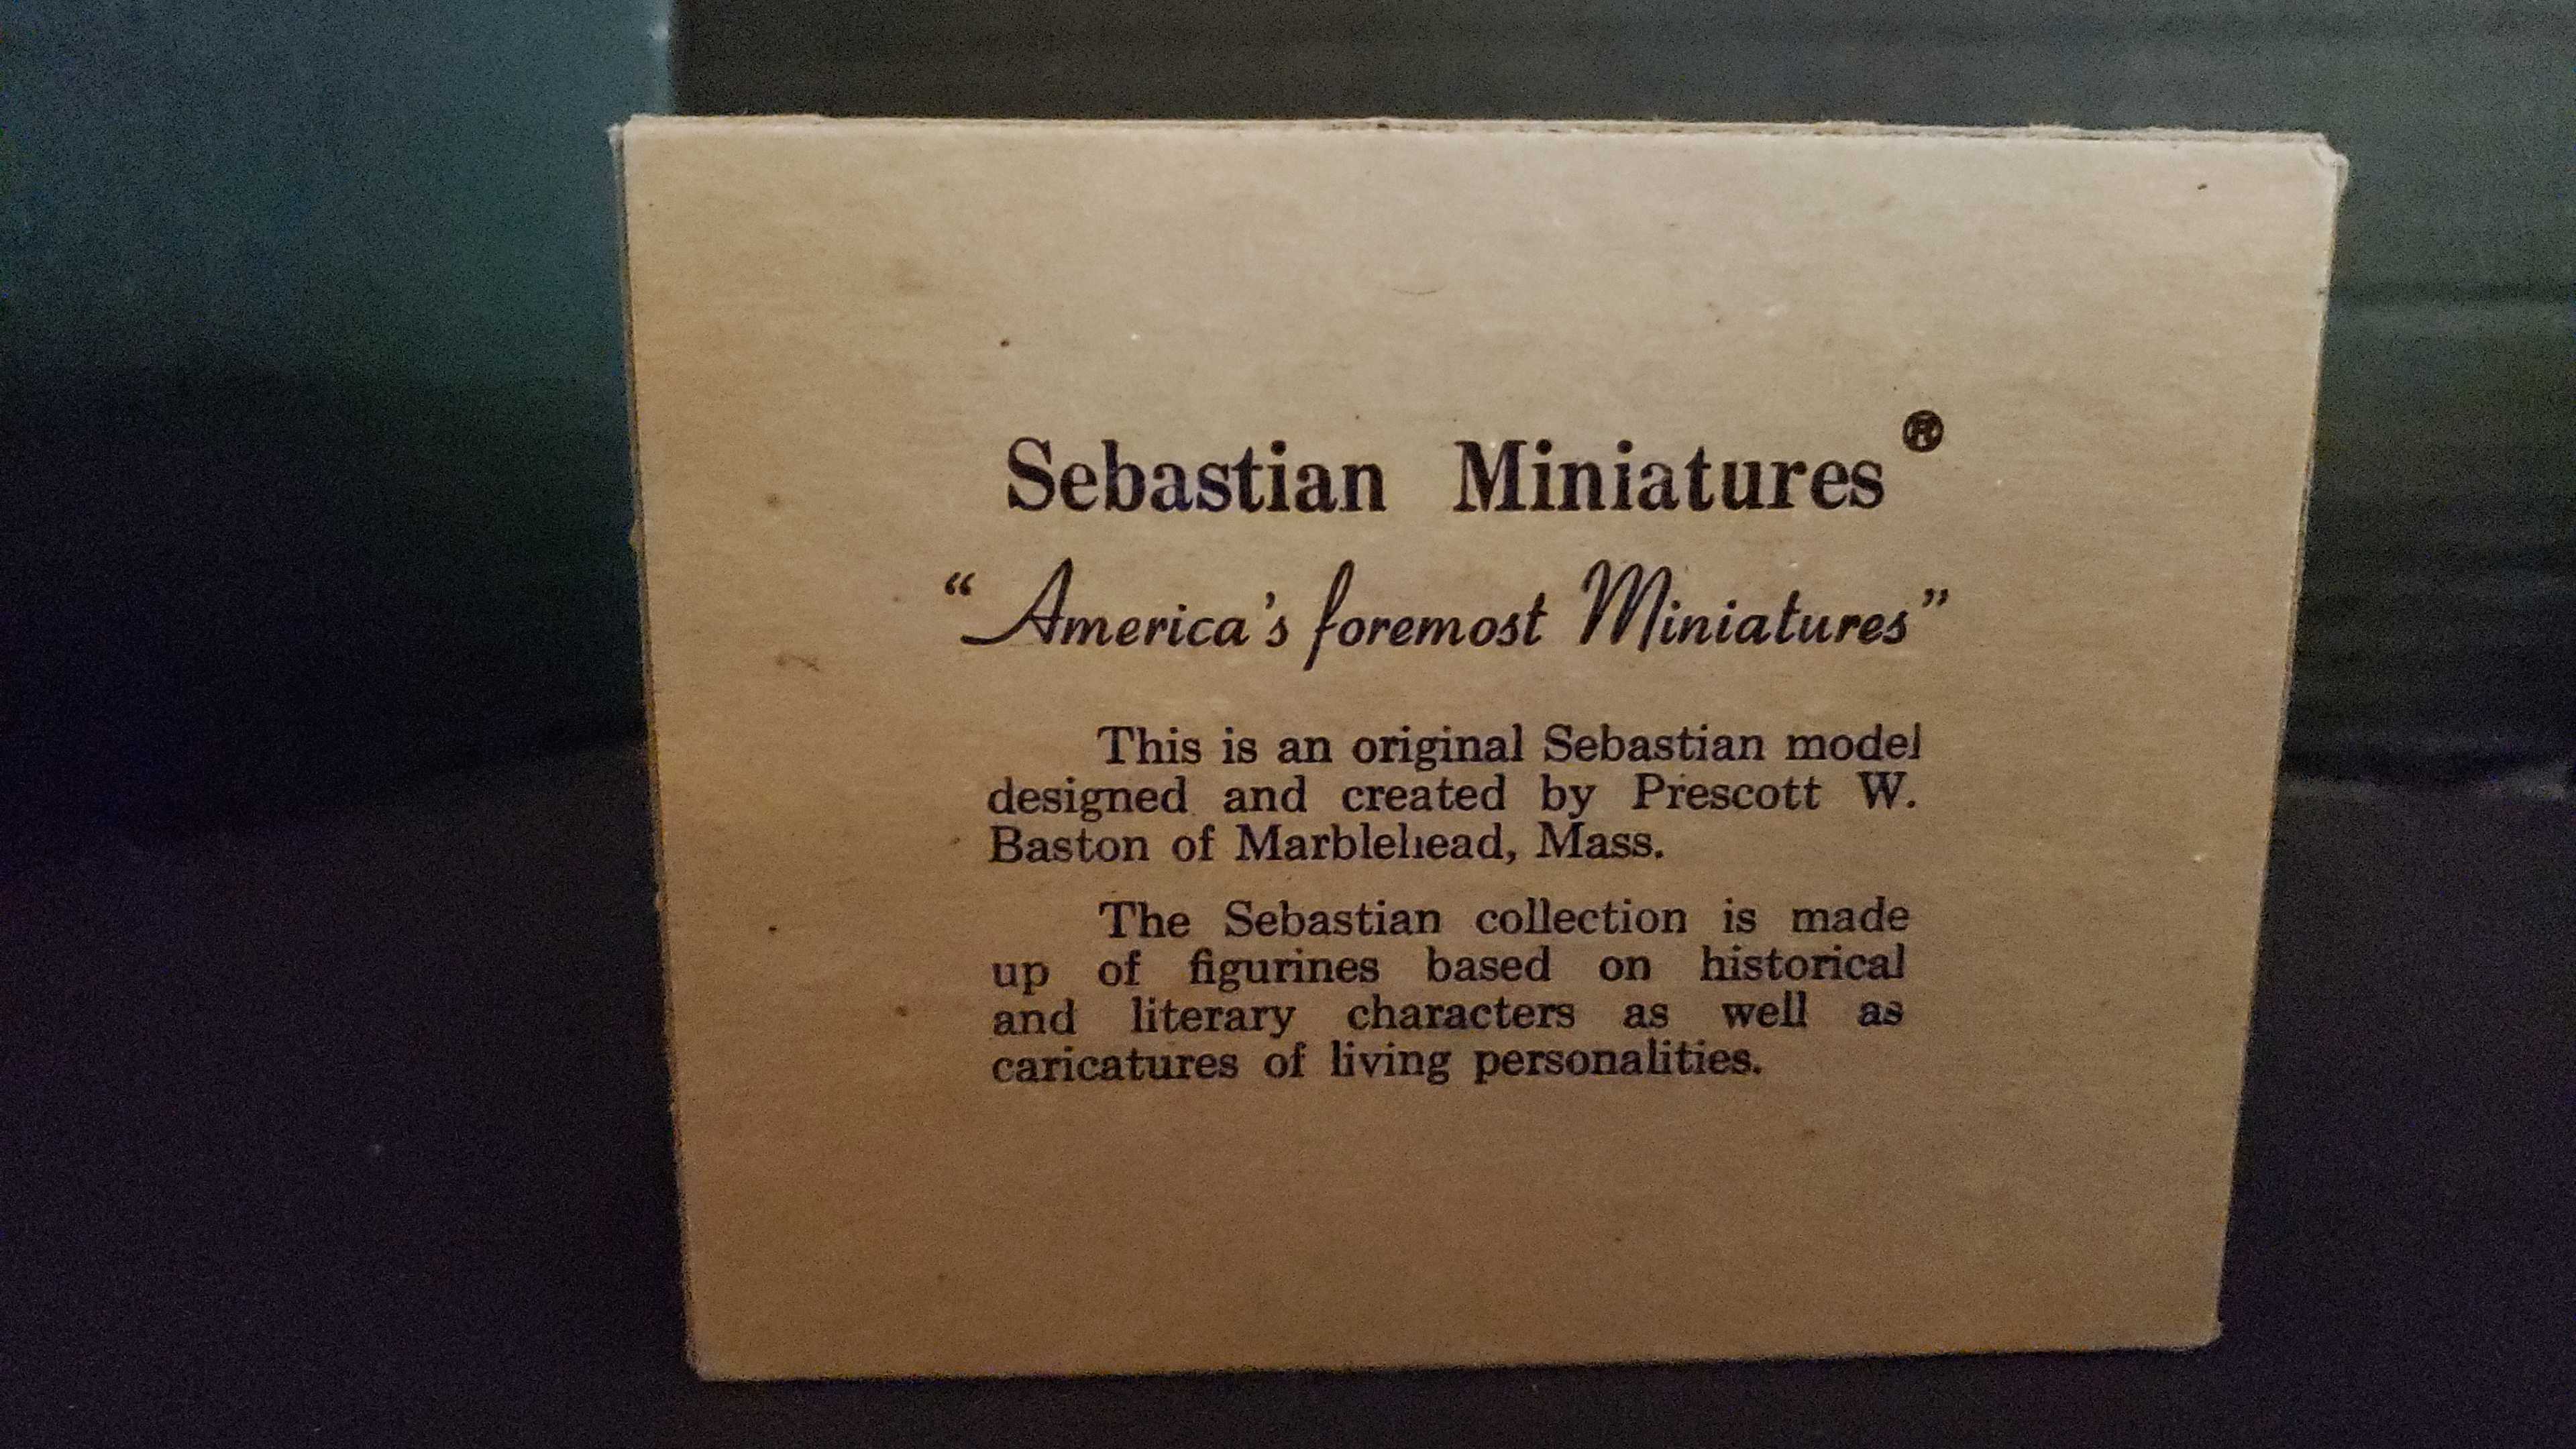 Sebastian Miniatures®
“America's foremost Miniatures”
This is an original Sebastian model
designed and created by Prescott W.
Baston of Marblehead, Mass.
The Sebastian collection is made
up of figurines based on historical
and literary characters as well as
caricatures of living personalities.